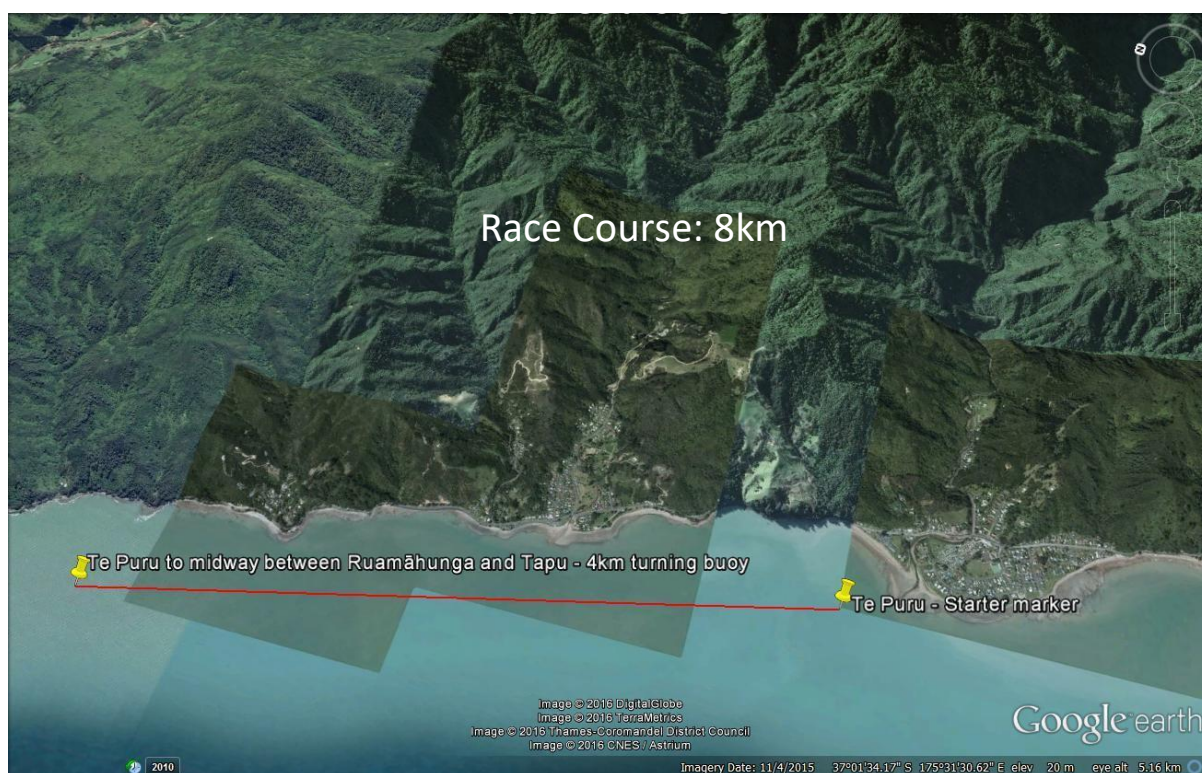 Race Course: 8km
N
Te Puru to midway between Ruamāhunga and Tapu - 4km turning buoy
Te Puru - Starter marker
Image © 2016 DigitalGlobe
Image © 2016 TerraMetrics
Image © 2016 Thames-Coromandel District Council
Image © 2016 CNES / Astrium
Google earth
2010
Imagery Date: 11/4/2015 37°01'34.17" S 175°31'30.62" E elev 20 m eye alt 5.16 km